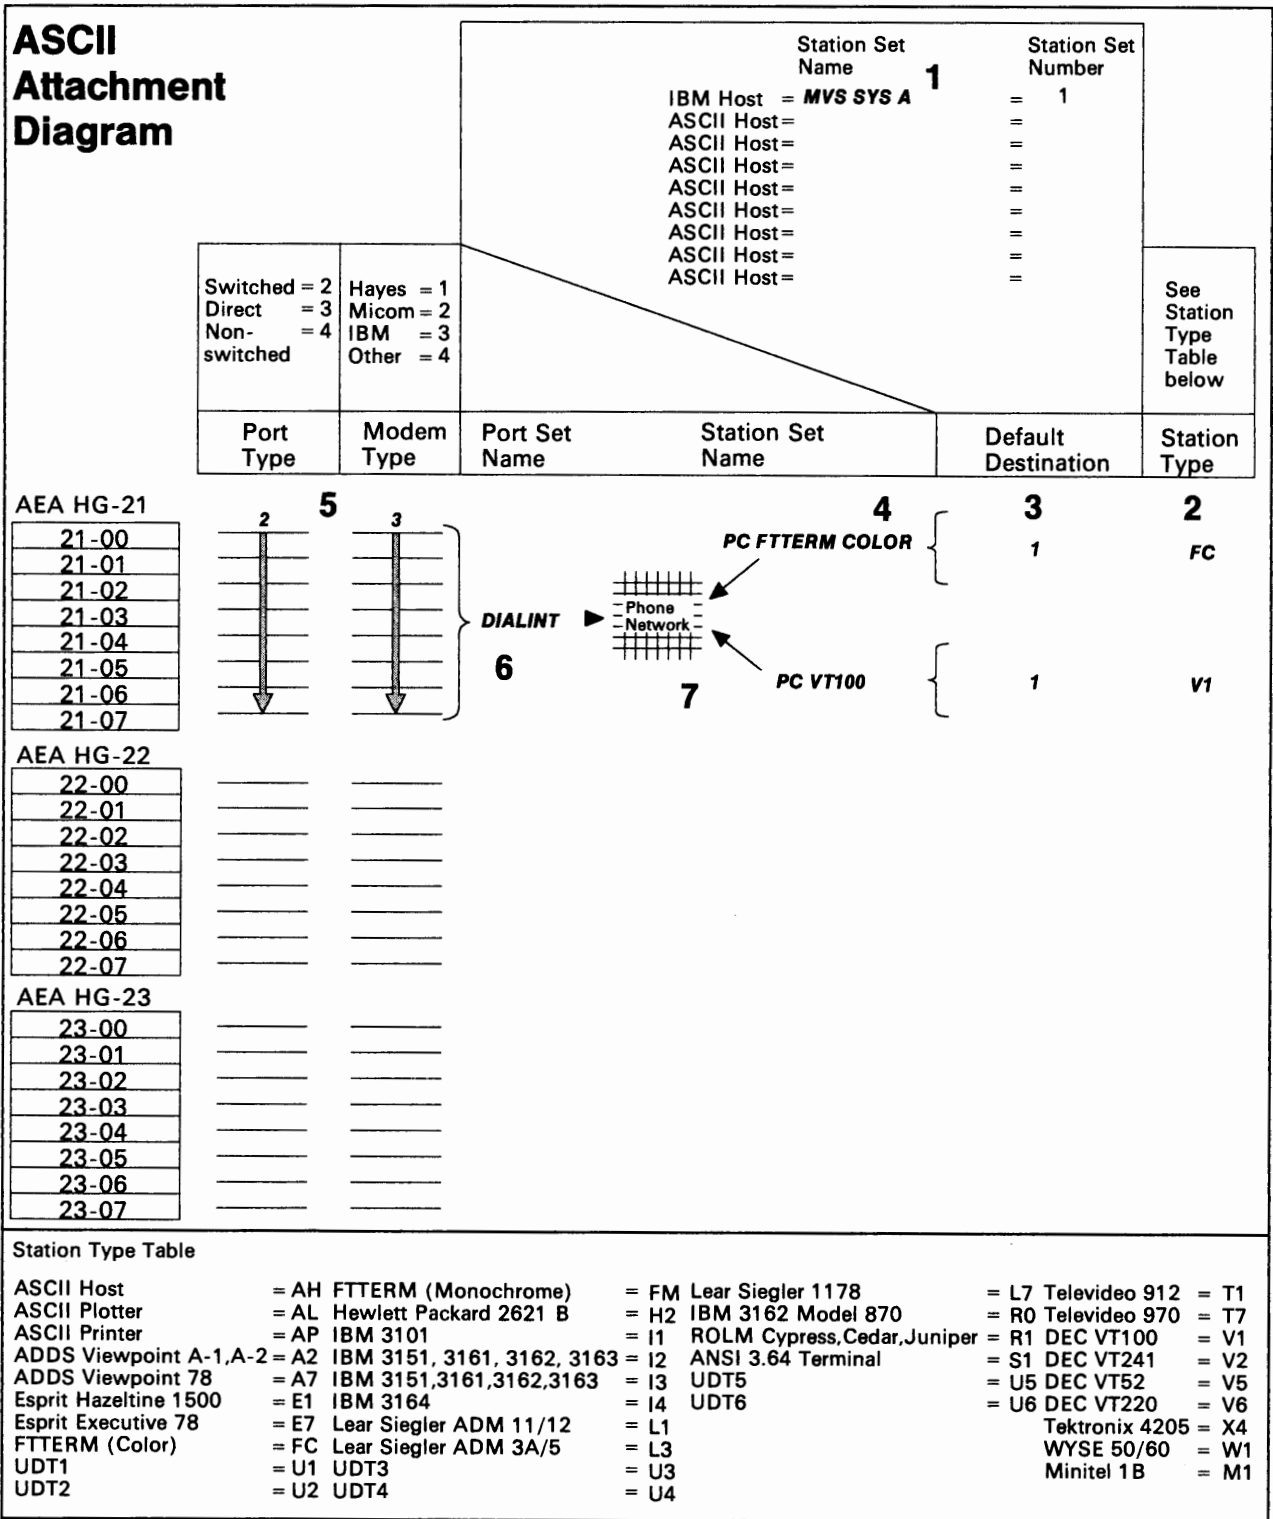 ASCII
Attachment
Diagram
Station Set Name
Station Set Number
1
IBM Host = MVS SYS A = 1
ASCII Host= =
ASCII Host= =
ASCII Host= =
ASCII Host= =
ASCII Host= =
ASCII Host= =
ASCII Host= =
ASCII Host= =
Switched = 2
Direct = 3
Non- = 4
switched
Hayes = 1
Micom = 2
IBM = 3
Other = 4
See
Station
Type
Table
below
Port Type
Modem Type
Port Set Name
Station Set Name
Default Destination
Station Type
AEA HG-21
5
4
3
2
2
3
21-00
21-01
21-02
21-03
21-04
21-05
21-06
21-07
PC FTTERM COLOR
1
FC
Phone
Network
DIALINT
6
7
PC VT100
1
V1
AEA HG-22
22-00
22-01
22-02
22-03
22-04
22-05
22-06
22-07
AEA HG-23
23-00
23-01
23-02
23-03
23-04
23-05
23-06
23-07
Station Type Table
ASCII Host = AH FTTERM (Monochrome) = FM Lear Siegler 1178 = L7 Televideo 912 = T1
ASCII Plotter = AL Hewlett Packard 2621 B = H2 IBM 3162 Model 870 = R0 Televideo 970 = T7
ASCII Printer = AP IBM 3101 = I1 ROLM Cypress,Cedar,Juniper = R1 DEC VT100 = V1
ADDS Viewpoint A-1,A-2 = A2 IBM 3151, 3161, 3162, 3163 = I2 ANSI 3.64 Terminal = S1 DEC VT241 = V2
ADDS Viewpoint 78 = A7 IBM 3151,3161,3162,3163 = I3 UDT5 = U5 DEC VT52 = V5
Esprit Hazeltine 1500 = E1 IBM 3164 = I4 UDT6 = U6 DEC VT220 = V6
Esprit Executive 78 = E7 Lear Siegler ADM 11/12 = L1 Tektronix 4205 = X4
FTTERM (Color) = FC Lear Siegler ADM 3A/5 = L3 WYSE 50/60 = W1
UDT1 = U1 UDT3 = U3 Minitel 1B = M1
UDT2 = U2 UDT4 = U4